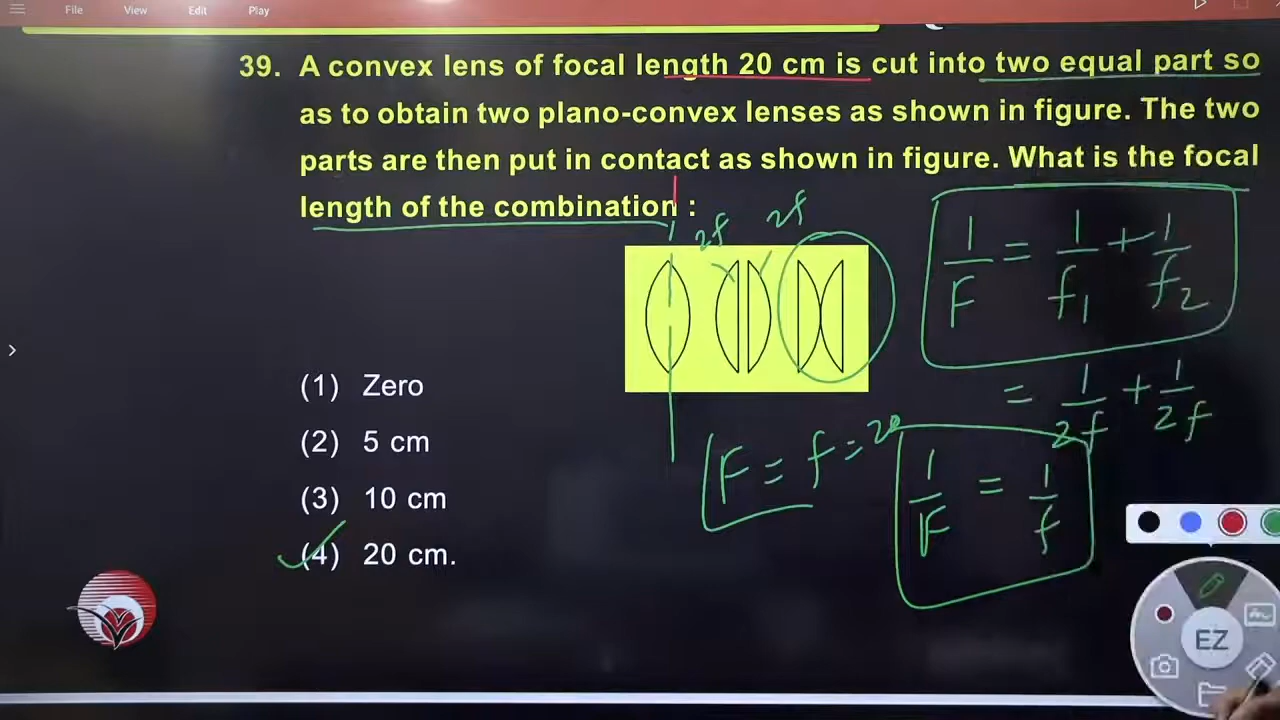 File View Edit Play
39. A convex lens of focal length 20 cm is cut into two equal part so
as to obtain two plano-convex lenses as shown in figure. The two
parts are then put in contact as shown in figure. What is the focal
length of the combination :
2f 2f
1/F = 1/f1 + 1/f2
(1) Zero
= 1/2f + 1/2f
(2) 5 cm
F = f = 20
1/F = 1/f
(3) 10 cm
(4) 20 cm.
EZ